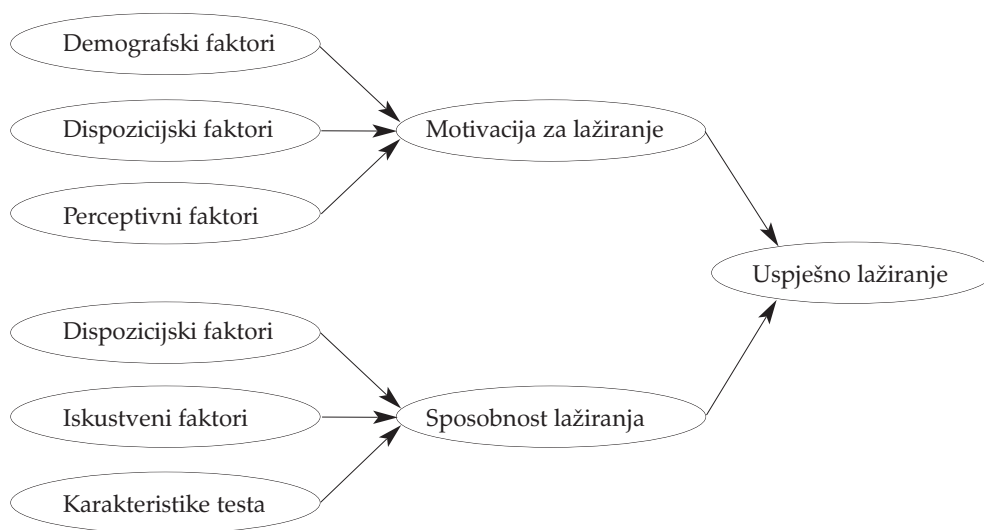 Demografski faktori
Dispozicijski faktori
Motivacija za lažiranje
Perceptivni faktori
Uspješno lažiranje
Dispozicijski faktori
Iskustveni faktori
Sposobnost lažiranja
Karakteristike testa